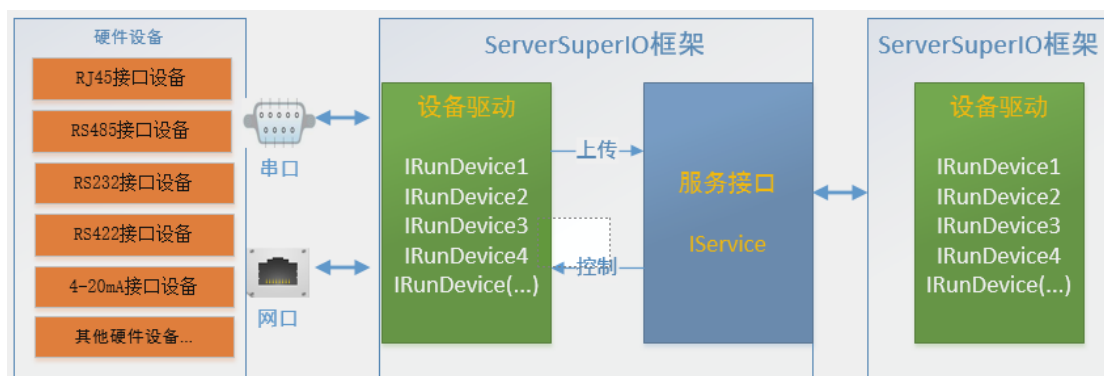 硬件设备
RJ45接口设备
RS485接口设备
RS232接口设备
RS422接口设备
4-20mA接口设备
其他硬件设备...
串口
网口
ServerSuperIO框架
设备驱动
IRunDevice1
IRunDevice2
IRunDevice3
IRunDevice4
IRunDevice(...)
上传
控制
服务接口
IService
ServerSuperIO框架
设备驱动
IRunDevice1
IRunDevice2
IRunDevice3
IRunDevice4
IRunDevice(...)